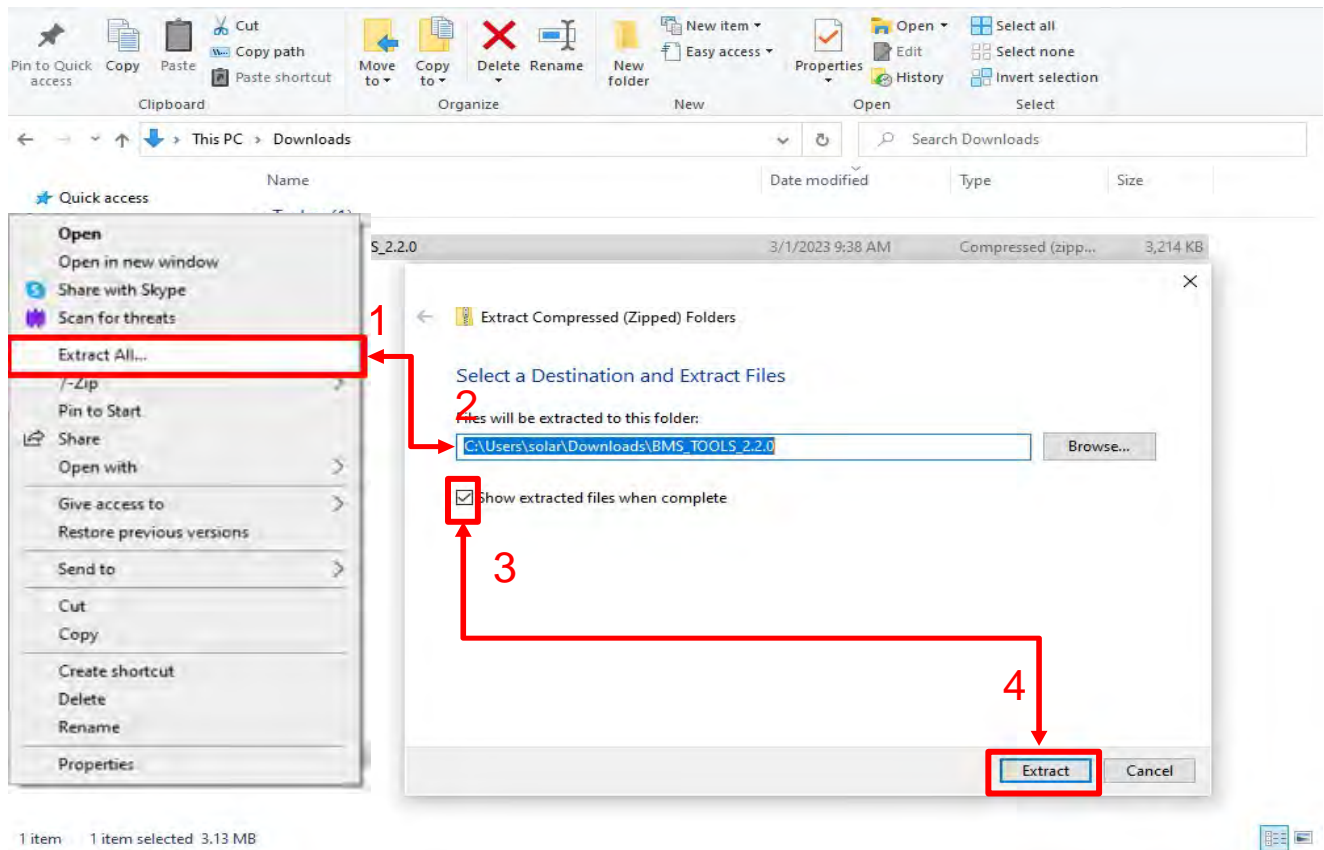 Pin to Quick access
Copy
Paste
Cut
Copy path
Paste shortcut
Clipboard
Move to
Copy to
Delete
Rename
Organize
New folder
New item
Easy access
New
Properties
Open
Edit
History
Open
Select all
Select none
Invert selection
Select
This PC > Downloads
Search Downloads
Name
Date modified
Type
Size
Quick access
S_2.2.0
3/1/2023 9:38 AM
Compressed (zipp...
3,214 KB
Open
Open in new window
Share with Skype
Scan for threats
Extract All...
7-Zip
Pin to Start
Share
Open with
Give access to
Restore previous versions
Send to
Cut
Copy
Create shortcut
Delete
Rename
Properties
1
Extract Compressed (Zipped) Folders
Select a Destination and Extract Files
2
Files will be extracted to this folder:
C:\Users\solar\Downloads\BMS_TOOLS_2.2.0
Browse...
Show extracted files when complete
3
4
Extract
Cancel
1 item
1 item selected 3.13 MB